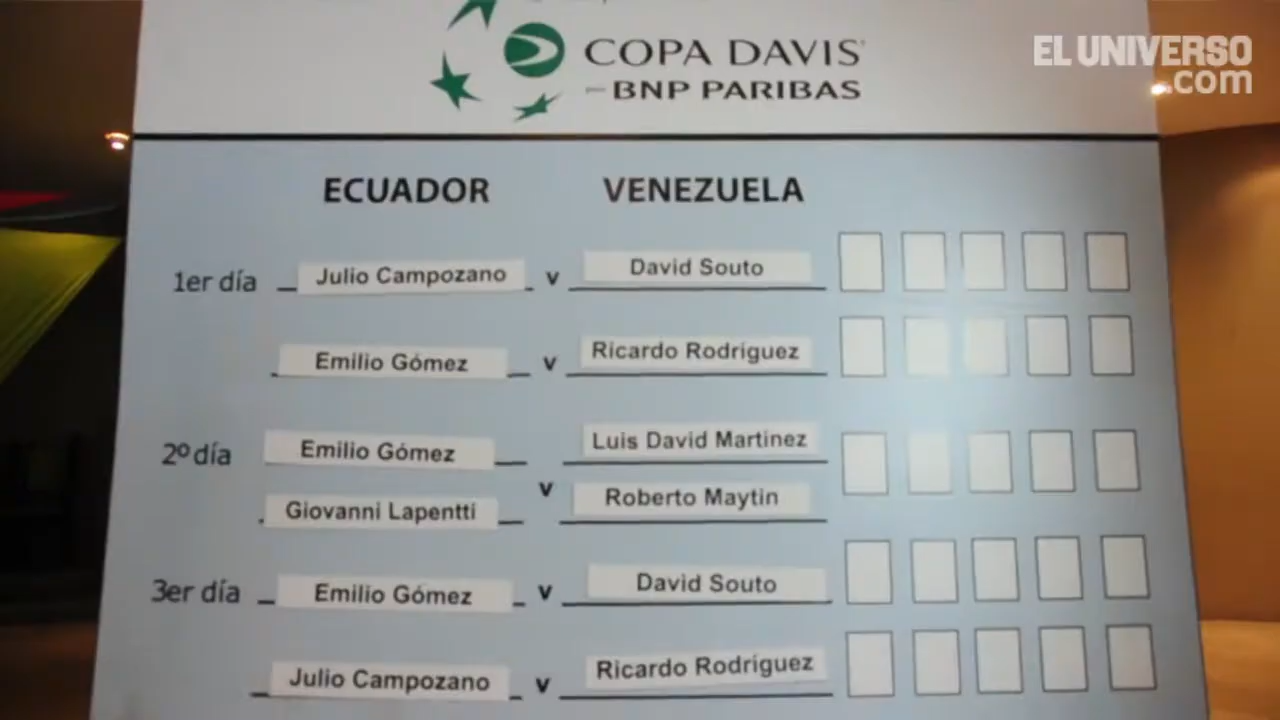 COPA DAVIS
BNP PARIBAS
EL UNIVERSO
.com
ECUADOR VENEZUELA
1er día Julio Campozano v David Souto
Emilio Gómez v Ricardo Rodríguez
2º día Emilio Gómez Luis David Martinez
v
Giovanni Lapentti Roberto Maytin
3er día Emilio Gómez v David Souto
Julio Campozano v Ricardo Rodríguez